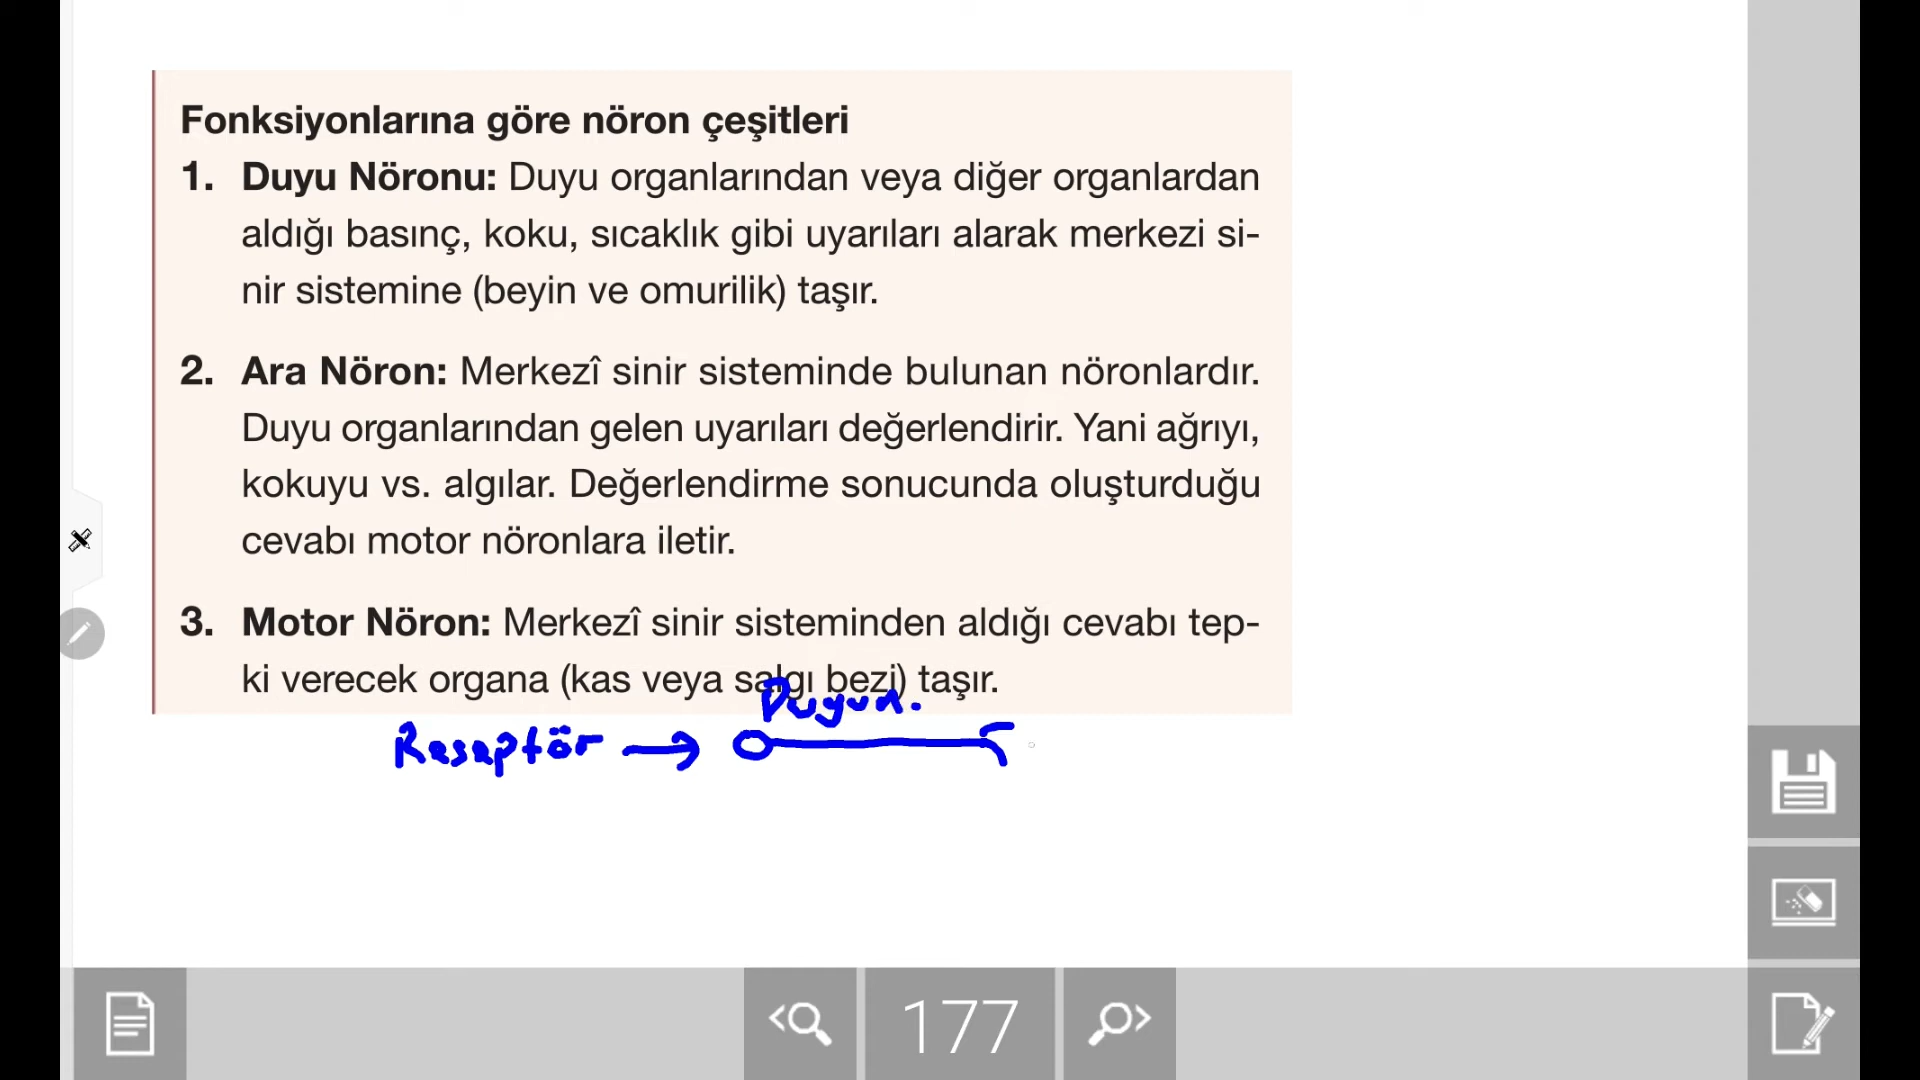 Fonksiyonlarına göre nöron çeşitleri
1. Duyu Nöronu: Duyu organlarından veya diğer organlardan
aldığı basınç, koku, sıcaklık gibi uyarıları alarak merkezi si-
nir sistemine (beyin ve omurilik) taşır.
2. Ara Nöron: Merkezî sinir sisteminde bulunan nöronlardır.
Duyu organlarından gelen uyarıları değerlendirir. Yani ağrıyı,
kokuyu vs. algılar. Değerlendirme sonucunda oluşturduğu
cevabı motor nöronlara iletir.
3. Motor Nöron: Merkezî sinir sisteminden aldığı cevabı tep-
ki verecek organa (kas veya salgı bezi) taşır.
Duyu n.
Reseptör →
177